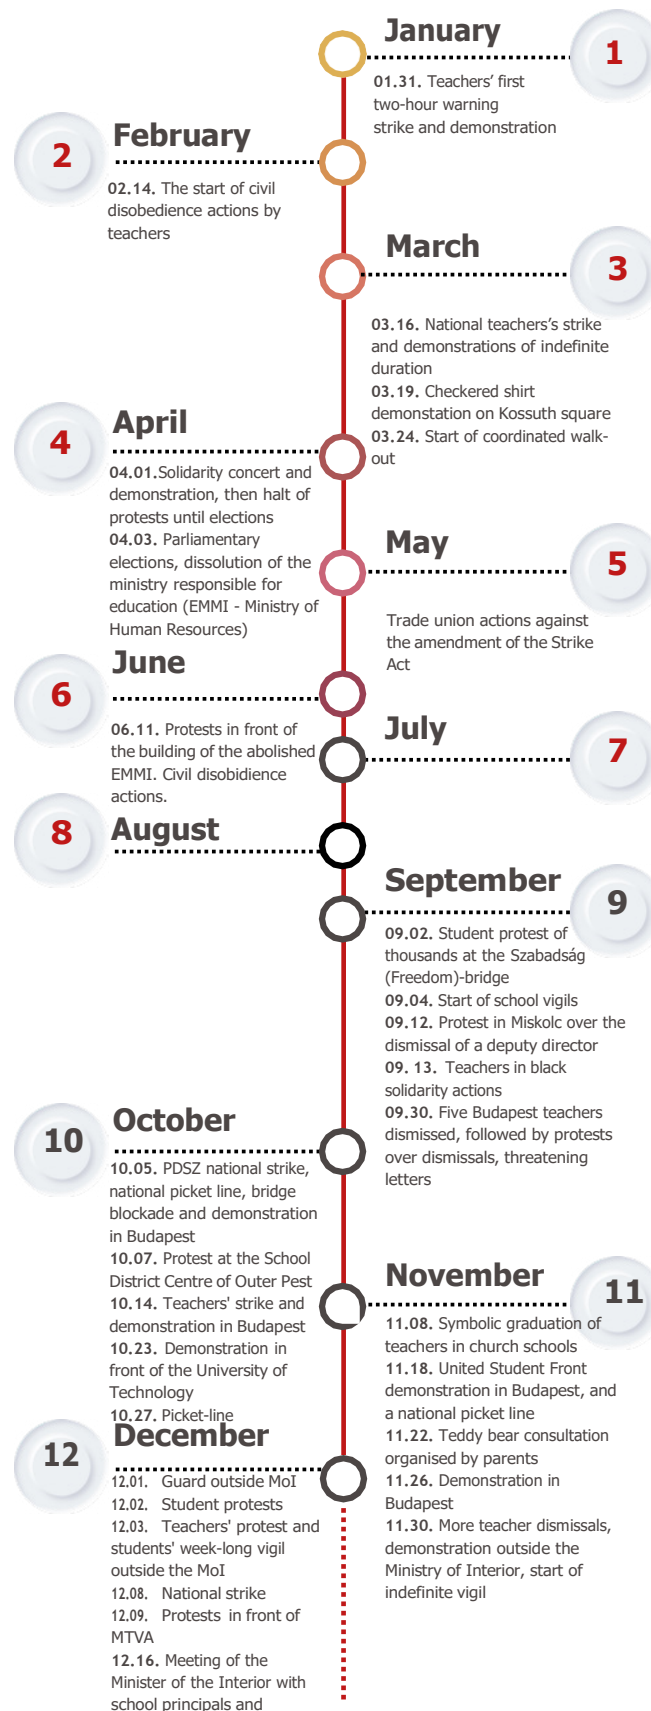 January
1
01.31. Teachers’ first
two-hour warning
strike and demonstration
February
2
02.14. The start of civil
disobedience actions by
teachers
March
3
03.16. National teachers’s strike
and demonstrations of indefinite
duration
03.19. Checkered shirt
demonstation on Kossuth square
03.24. Start of coordinated walk-
out
April
4
04.01.Solidarity concert and
demonstration, then halt of
protests until elections
04.03. Parliamentary
elections, dissolution of the
ministry responsible for
education (EMMI - Ministry of
Human Resources)
May
5
Trade union actions against
the amendment of the Strike
Act
June
6
06.11. Protests in front of
the building of the abolished
EMMI. Civil disobidience
actions.
July
7
August
8
September
9
09.02. Student protest of
thousands at the Szabadság
(Freedom)-bridge
09.04. Start of school vigils
09.12. Protest in Miskolc over the
dismissal of a deputy director
09. 13. Teachers in black
solidarity actions
09.30. Five Budapest teachers
dismissed, followed by protests
over dismissals, threatening
letters
October
10
10.05. PDSZ national strike,
national picket line, bridge
blockade and demonstration
in Budapest
10.07. Protest at the School
District Centre of Outer Pest
10.14. Teachers' strike and
demonstration in Budapest
10.23. Demonstration in
front of the University of
Technology
10.27. Picket-line
November
11
11.08. Symbolic graduation of
teachers in church schools
11.18. United Student Front
demonstration in Budapest, and
a national picket line
11.22. Teddy bear consultation
organised by parents
11.26. Demonstration in
Budapest
11.30. More teacher dismissals,
demonstration outside the
Ministry of Interior, start of
indefinite vigil
December
12
12.01. Guard outside MoI
12.02. Student protests
12.03. Teachers' protest and
students' week-long vigil
outside the MoI
12.08. National strike
12.09. Protests in front of
MTVA
12.16. Meeting of the
Minister of the Interior with
school principals and